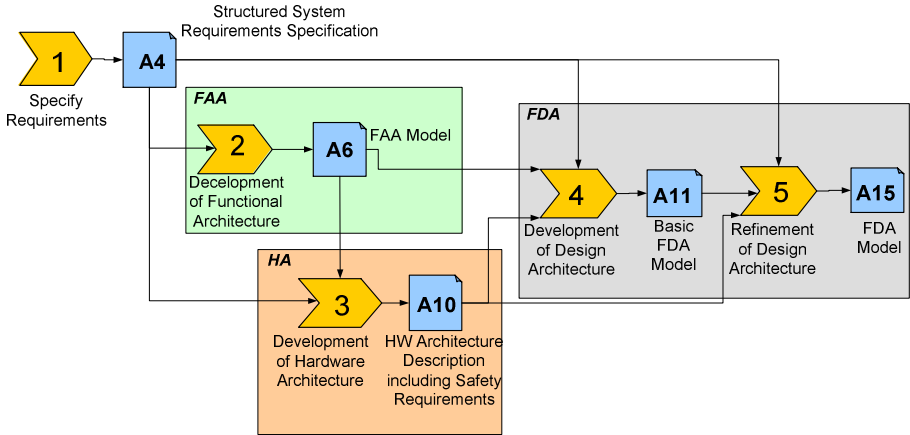 Structured System
Requirements Specification
1
A4
Specify
Requirements
FAA
2
A6
FAA Model
Decelopment
of Functional
Architecture
FDA
4
A11
5
A15
Development
of Design
Architecture
Basic
FDA
Model
Refinement
of Design
Architecture
FDA
Model
HA
3
A10
Development
of Hardware
Architecture
HW Architecture
Description
including Safety
Requirements